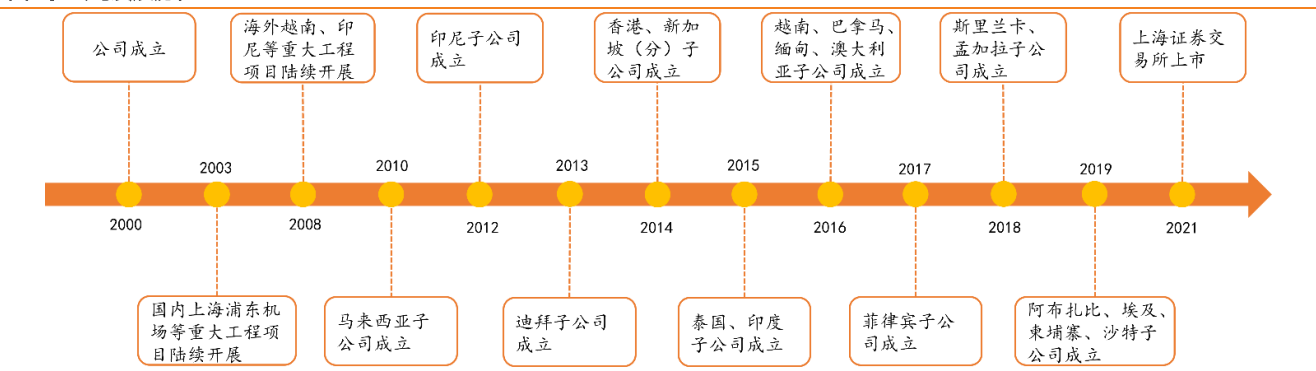 公司成立
海外越南、印
尼等重大工程
项目陆续开展
印尼子公司
成立
香港、新加
坡（分）子
公司成立
越南、巴拿马、
缅甸、澳大利
亚子公司成立
斯里兰卡、
孟加拉子公
司成立
上海证券交
易所上市
2003
2010
2013
2015
2017
2019
2000
2008
2012
2014
2016
2018
2021
国内上海浦东机
场等重大工程项
目陆续开展
马来西亚子
公司成立
迪拜子公司
成立
泰国、印度
子公司成立
菲律宾子公
司成立
阿布扎比、埃及、
柬埔寨、沙特子
公司成立